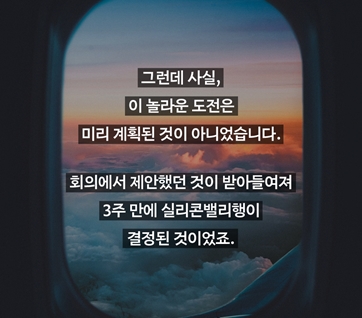 그런데 사실,
이 놀라운 도전은
미리 계획된 것이 아니었습니다.
회의에서 제안했던 것이 받아들여져
3주 만에 실리콘밸리행이
결정된 것이었죠.